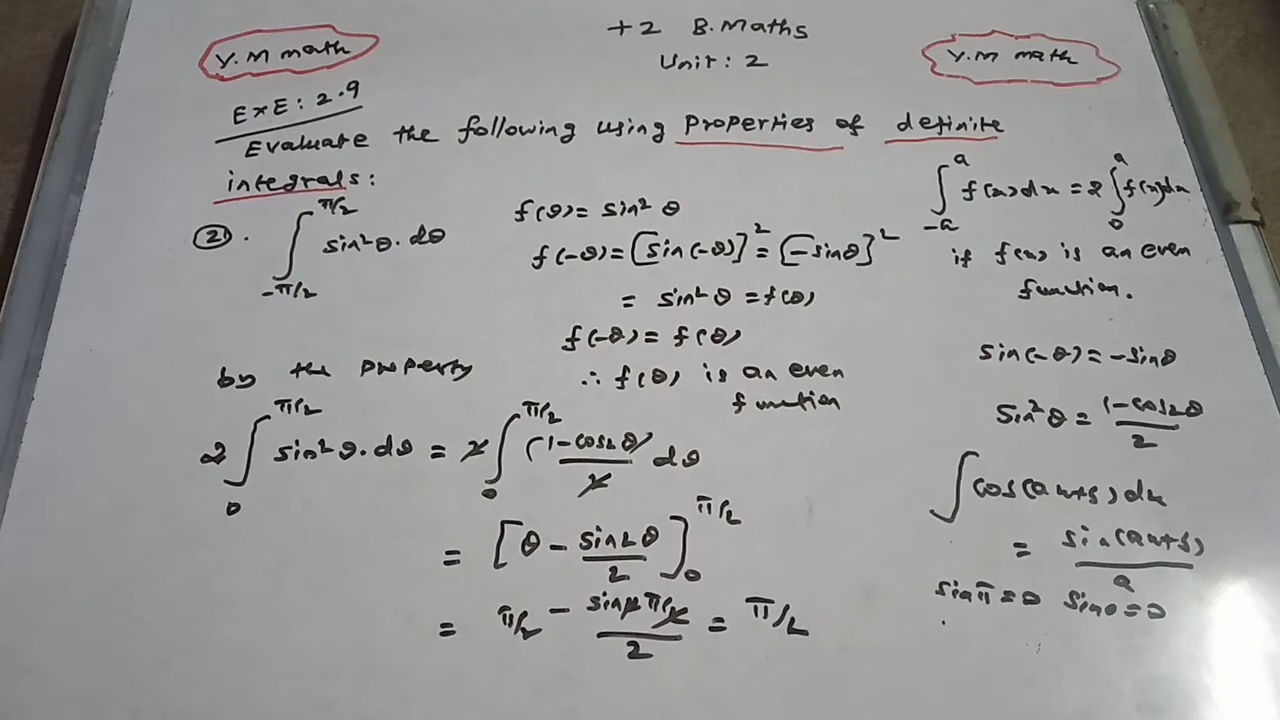 +2 B.Maths
Y.M math
Unit: 2
Y.M math
EXE: 2.9
Evaluate the following using Properties of definite
integrals:
∫_{-a}^{a} f(x)dx = 2∫_{0}^{a} f(x)dx
if f(x) is an even
function.
②. ∫_{-π/2}^{π/2} sin²θ.dθ
f(θ) = sin²θ
f(-θ) = [sin(-θ)]² = [-sinθ]²
= sin²θ = f(θ)
f(-θ) = f(θ)
∴ f(θ) is an even
function
sin(-θ) = -sinθ
sin²θ = (1-cos2θ)/2
∫cos(ax+b)dx
= sin(ax+b)/a
sinπ=0 sin0=0
by the property
2∫_{0}^{π/2} sin²θ.dθ = 2∫_{0}^{π/2} (1-cos2θ)/2 dθ
= [θ - sin2θ/2]_{0}^{π/2}
= π/2 - sin2π/2/2 = π/2